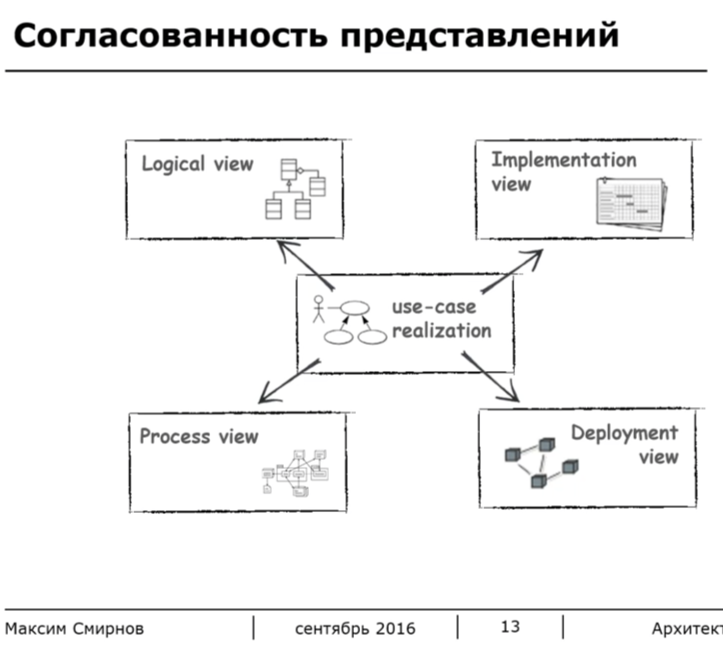 Согласованность представлений
Logical view
Implementation
view
use-case
realization
Process view
Deployment
view
Максим Смирнов
сентябрь 2016
13
Архитект